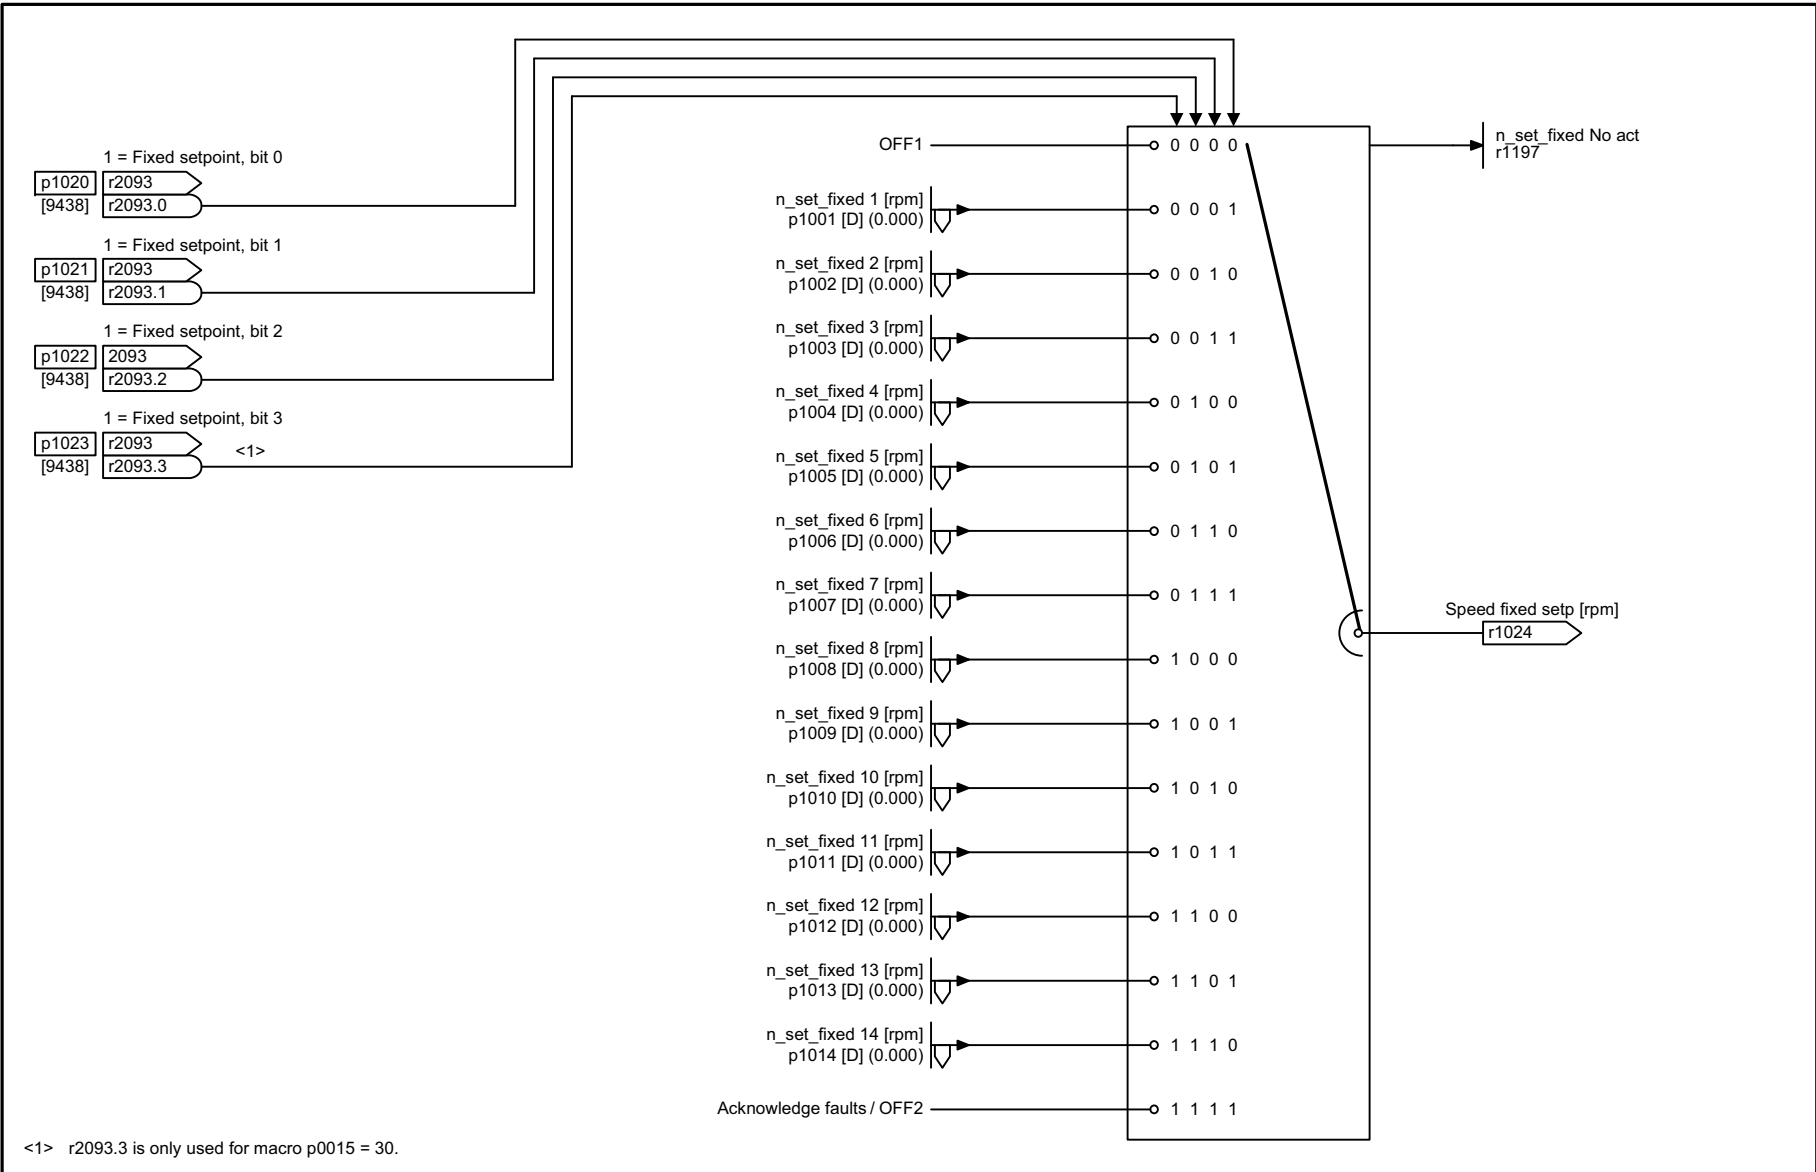 1 = Fixed setpoint, bit 0
p1020 r2093
[9438] r2093.0
1 = Fixed setpoint, bit 1
p1021 r2093
[9438] r2093.1
1 = Fixed setpoint, bit 2
p1022 2093
[9438] r2093.2
1 = Fixed setpoint, bit 3
p1023 r2093
<1>
[9438] r2093.3
OFF1
0 0 0 0
n_set_fixed 1 [rpm]
p1001 [D] (0.000)
0 0 0 1
n_set_fixed 2 [rpm]
p1002 [D] (0.000)
0 0 1 0
n_set_fixed 3 [rpm]
p1003 [D] (0.000)
0 0 1 1
n_set_fixed 4 [rpm]
p1004 [D] (0.000)
0 1 0 0
n_set_fixed 5 [rpm]
p1005 [D] (0.000)
0 1 0 1
n_set_fixed 6 [rpm]
p1006 [D] (0.000)
0 1 1 0
n_set_fixed 7 [rpm]
p1007 [D] (0.000)
0 1 1 1
n_set_fixed 8 [rpm]
p1008 [D] (0.000)
1 0 0 0
n_set_fixed 9 [rpm]
p1009 [D] (0.000)
1 0 0 1
n_set_fixed 10 [rpm]
p1010 [D] (0.000)
1 0 1 0
n_set_fixed 11 [rpm]
p1011 [D] (0.000)
1 0 1 1
n_set_fixed 12 [rpm]
p1012 [D] (0.000)
1 1 0 0
n_set_fixed 13 [rpm]
p1013 [D] (0.000)
1 1 0 1
n_set_fixed 14 [rpm]
p1014 [D] (0.000)
1 1 1 0
Acknowledge faults / OFF2
1 1 1 1
n_set_fixed No act
r1197
Speed fixed setp [rpm]
r1024
<1> r2093.3 is only used for macro p0015 = 30.